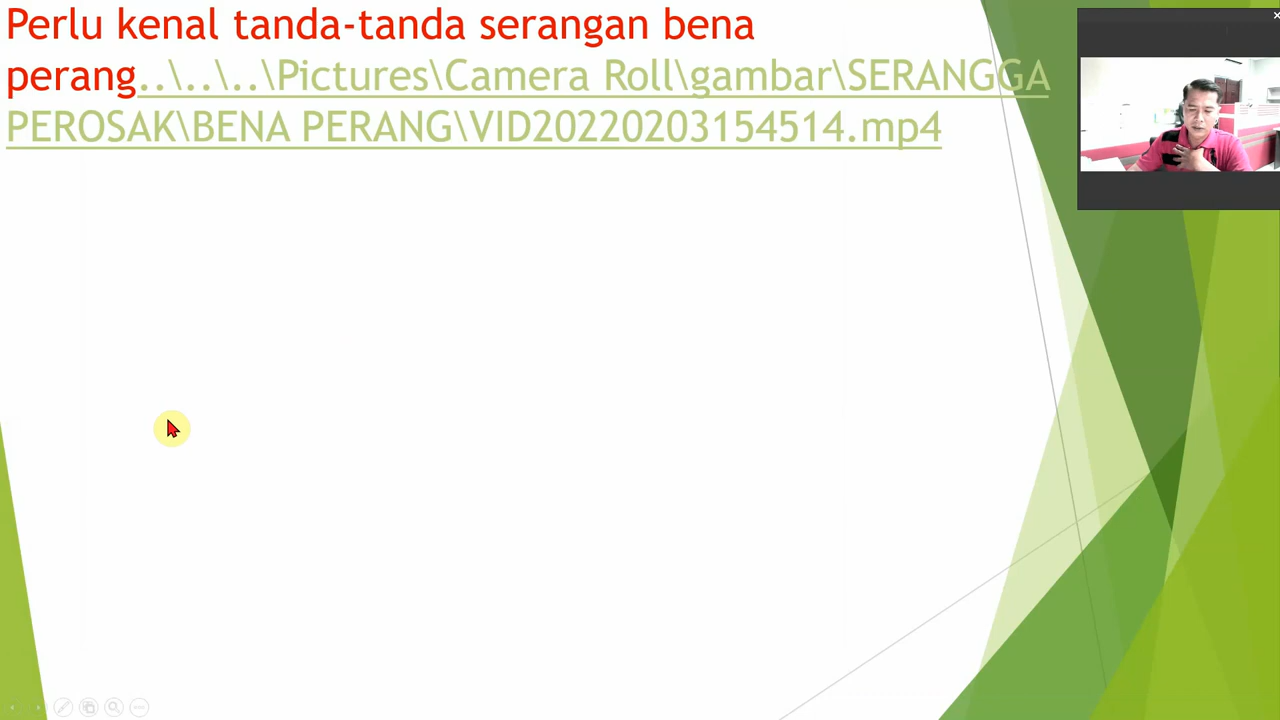 Perlu kenal tanda-tanda serangan bena
perang..\..\..\Pictures\Camera Roll\gambar\SERANGGA
PEROSAK\BENA PERANG\VID20220203154514.mp4